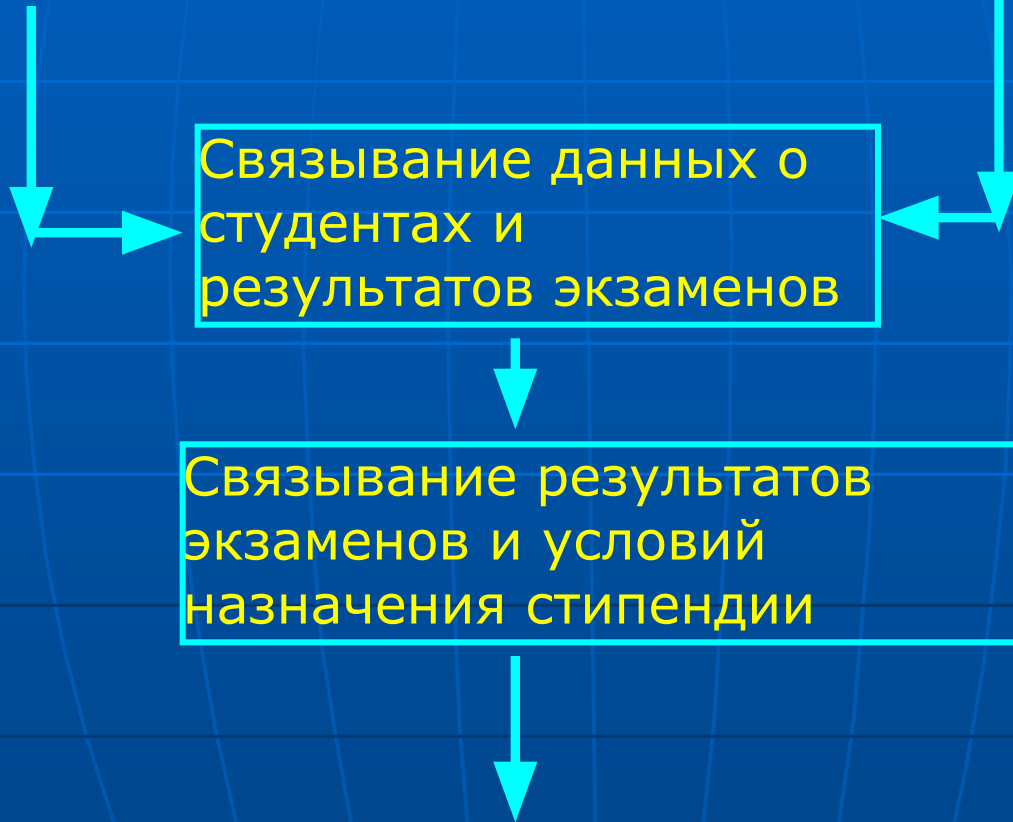 Связывание данных о
студентах и
результатов экзаменов
Связывание результатов
экзаменов и условий
назначения стипендии